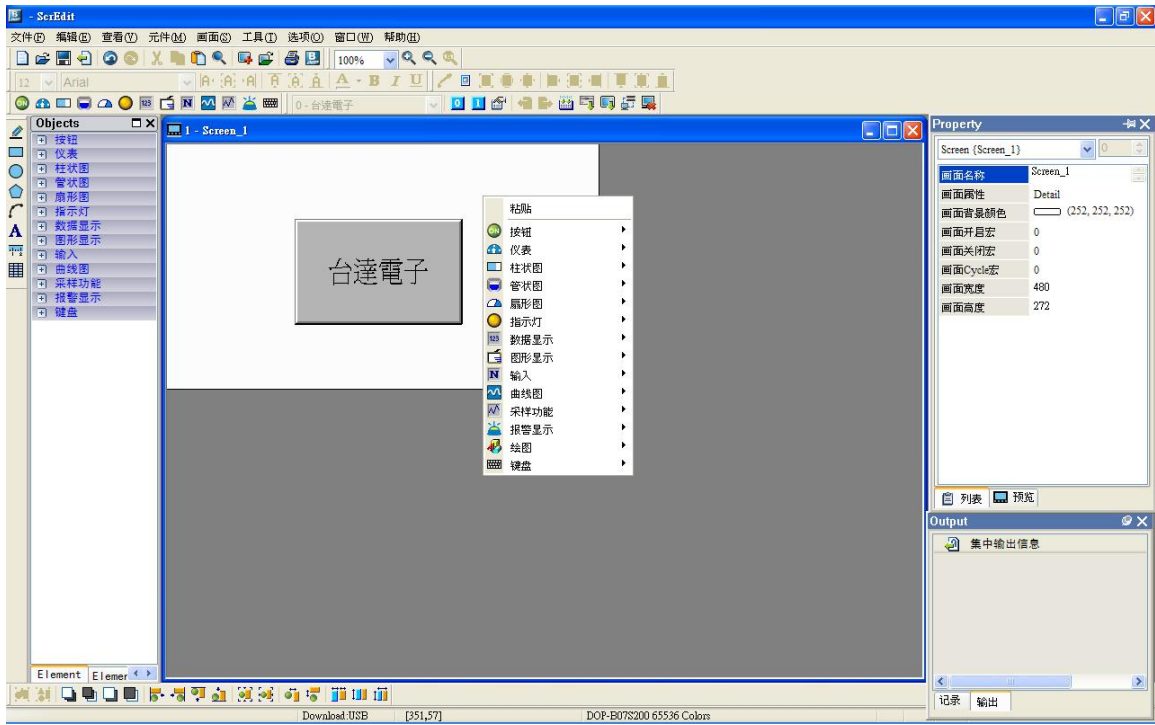 - ScrEdit
文件(F) 编辑(E) 查看(V) 元件(M) 画面(S) 工具(T) 选项(O) 窗口(W) 帮助(H)
100%
12 Arial A A A A A A A B I U
ON 123 N 0 - 台達電子 0 1
Objects
按钮
仪表
柱状图
管状图
扇形图
指示灯
数据显示
图形显示
输入
曲线图
采样功能
报警显示
键盘
A
Element Elemer
1 - Screen_1
台達電子
粘贴
ON 按钮
仪表
柱状图
管状图
扇形图
指示灯
123 数据显示
图形显示
N 输入
曲线图
采样功能
报警显示
绘图
键盘
Property
Screen {Screen_1} 0
画面名称 Screen_1
画面属性 Detail
画面背景颜色 (252, 252, 252)
画面开启宏 0
画面关闭宏 0
画面Cycle宏 0
画面宽度 480
画面高度 272
列表 预览
Output
集中输出信息
记录 输出
Download:USB [351,57] DOP-B07S200 65536 Colors